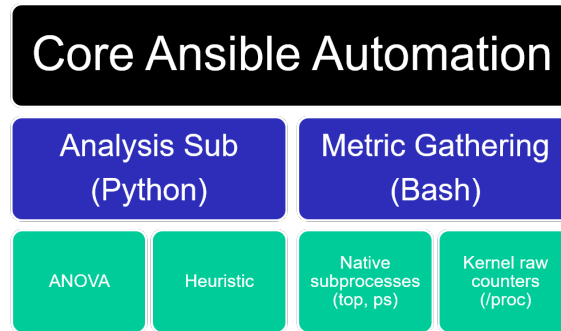 Core Ansible Automation
Analysis Sub
(Python)
Metric Gathering
(Bash)
ANOVA
Heuristic
Native
subprocesses
(top, ps)
Kernel raw
counters
(/proc)